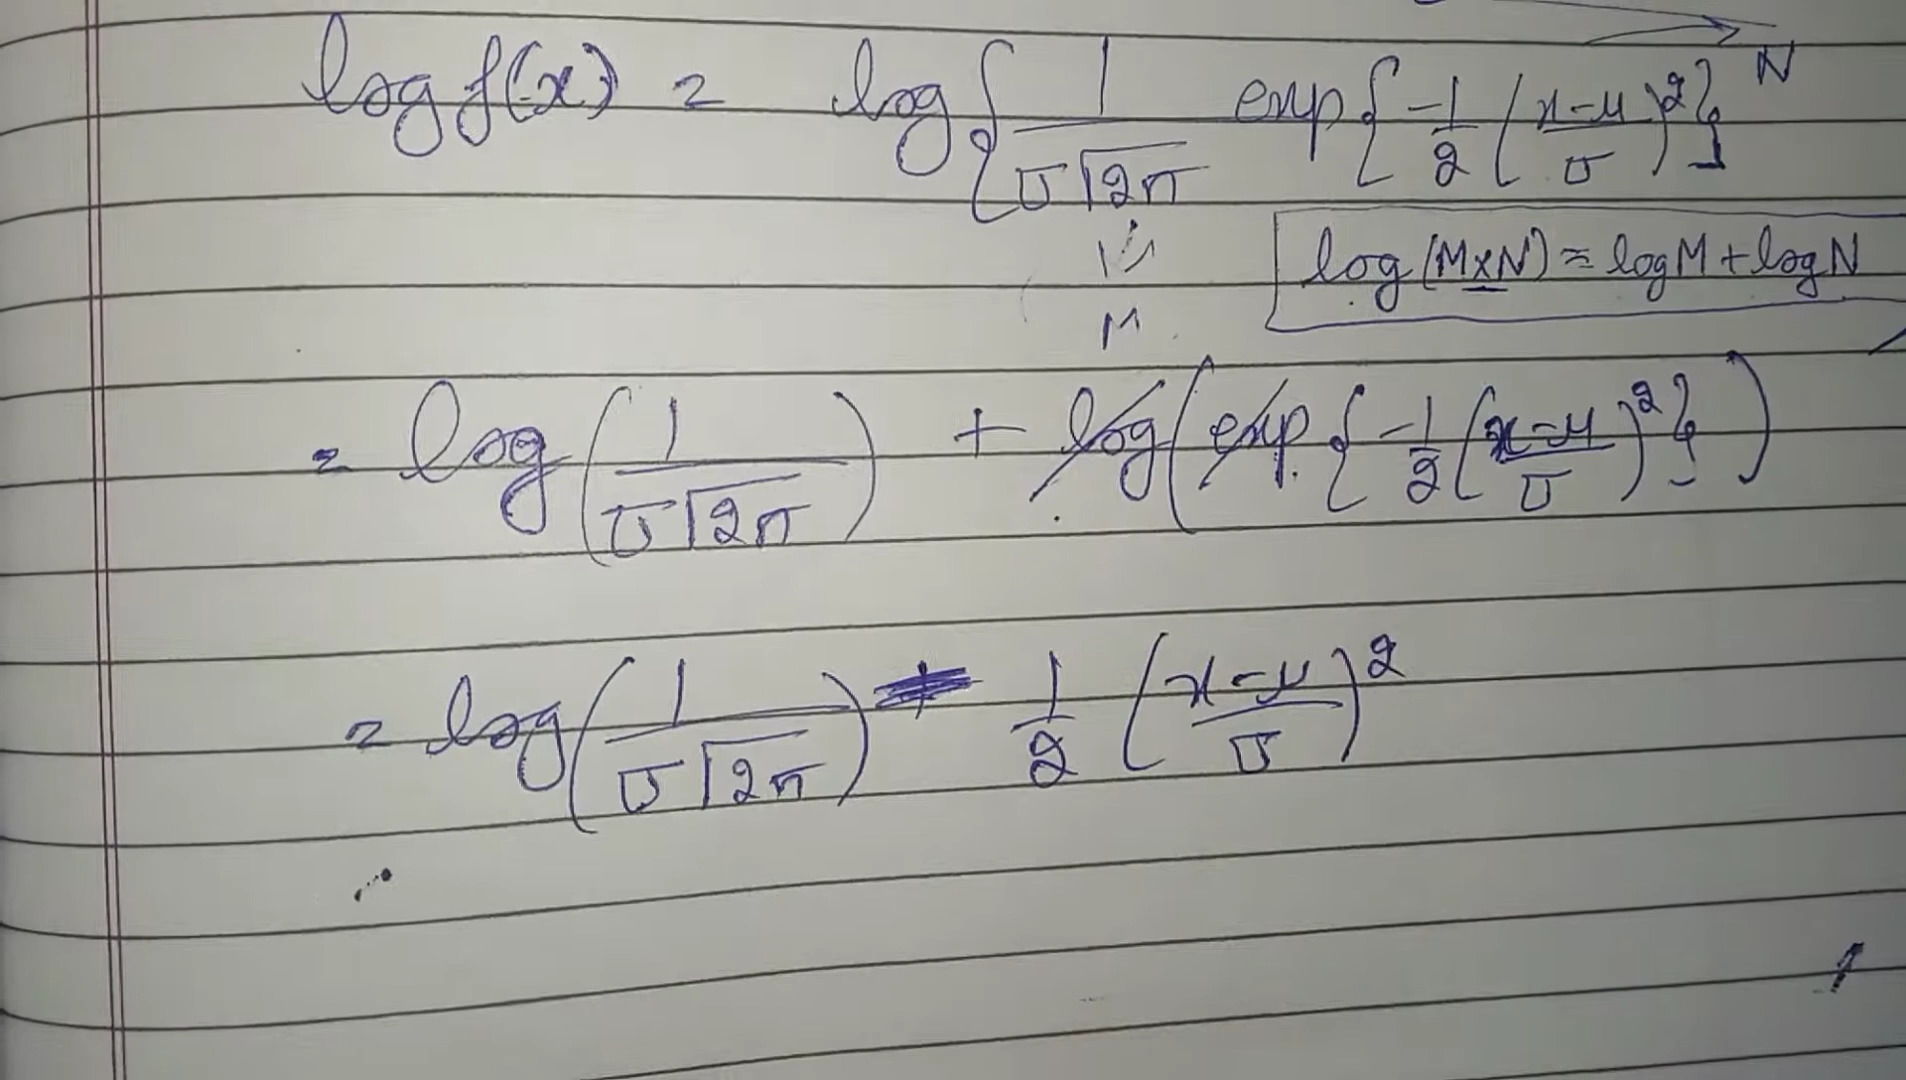 log f(x) = log { 1/(σ√2π) exp { -1/2 ((x-μ)/σ)² } N
log (M×N) = log M + log N
M
= log ( 1/(σ√2π) ) + log ( exp { -1/2 ((x-μ)/σ)² } )
= log ( 1/(σ√2π) ) - 1/2 ((x-μ)/σ)²